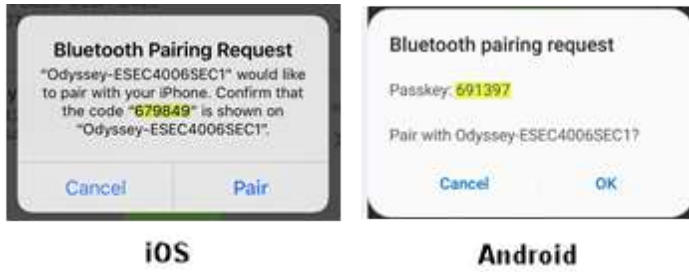 Bluetooth Pairing Request
"Odyssey-ESEC4006SEC1" would like
to pair with your iPhone. Confirm that
the code "679849" is shown on
"Odyssey-ESEC4006SEC1".
Cancel
Pair
iOS
Bluetooth pairing request
Passkey: 691397
Pair with Odyssey-ESEC4006SEC1?
Cancel
OK
Android